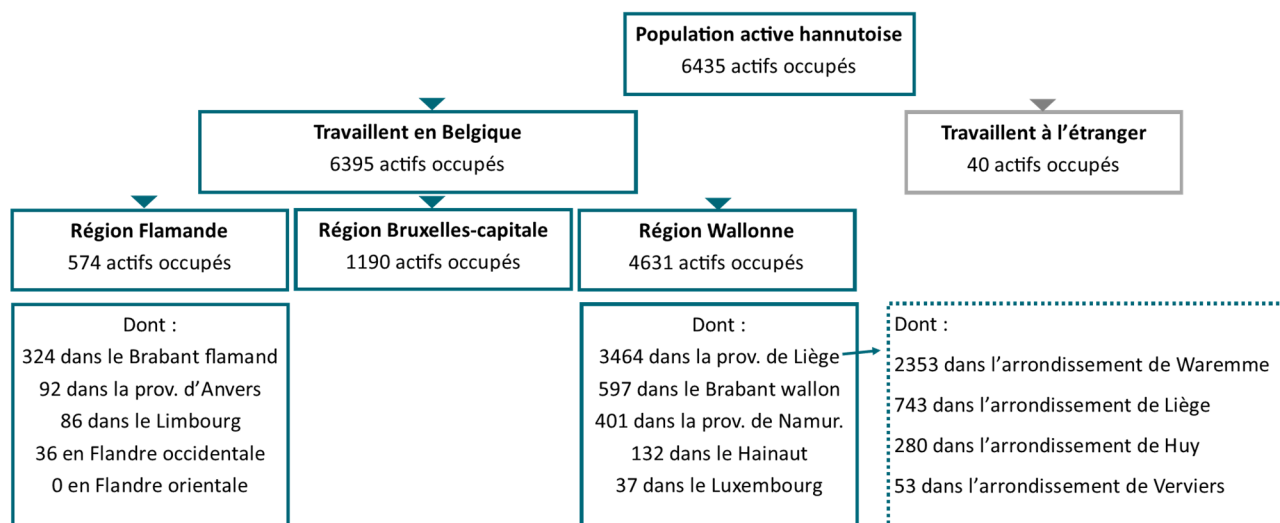 Population active hannutoise
6435 actifs occupés
Travaillent en Belgique
6395 actifs occupés
Travaillent à l’étranger
40 actifs occupés
Région Flamande
574 actifs occupés
Région Bruxelles-capitale
1190 actifs occupés
Région Wallonne
4631 actifs occupés
Dont :
324 dans le Brabant flamand
92 dans la prov. d’Anvers
86 dans le Limbourg
36 en Flandre occidentale
0 en Flandre orientale
Dont :
3464 dans la prov. de Liège
597 dans le Brabant wallon
401 dans la prov. de Namur.
132 dans le Hainaut
37 dans le Luxembourg
Dont :
2353 dans l’arrondissement de Waremme
743 dans l’arrondissement de Liège
280 dans l’arrondissement de Huy
53 dans l’arrondissement de Verviers